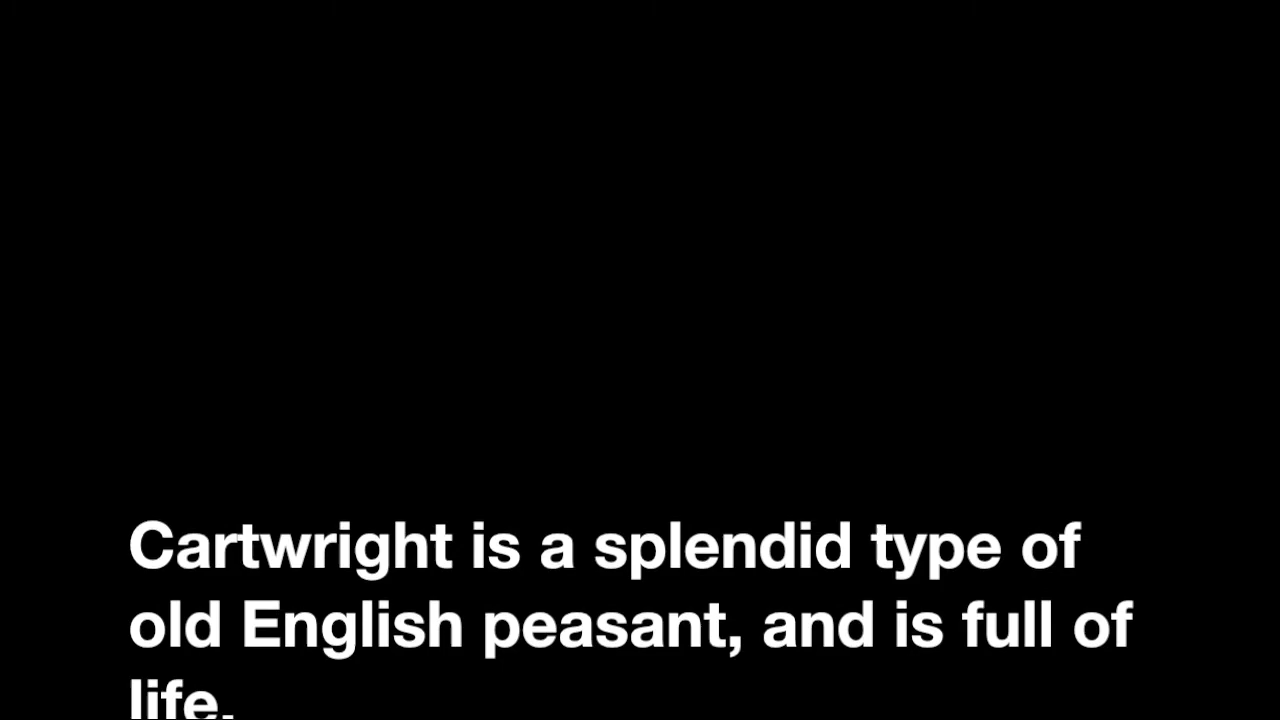 Cartwright is a splendid type of
old English peasant, and is full of
life.